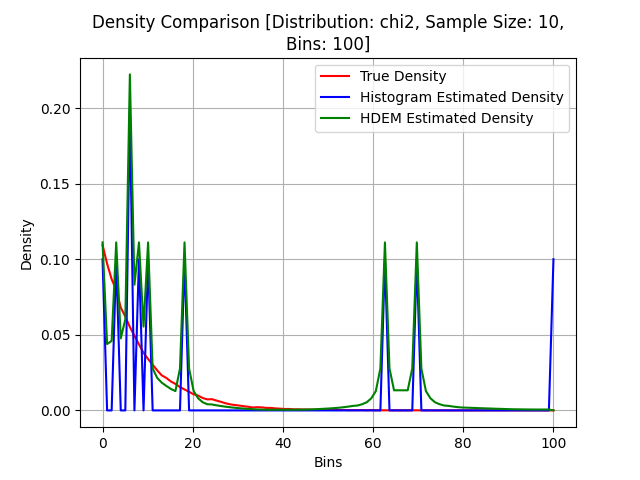 Density Comparison [Distribution: chi2, Sample Size: 10,
Bins: 100]
True Density
Histogram Estimated Density
HDEM Estimated Density
Density
0.20
0.15
0.10
0.05
0.00
0 20 40 60 80 100
Bins